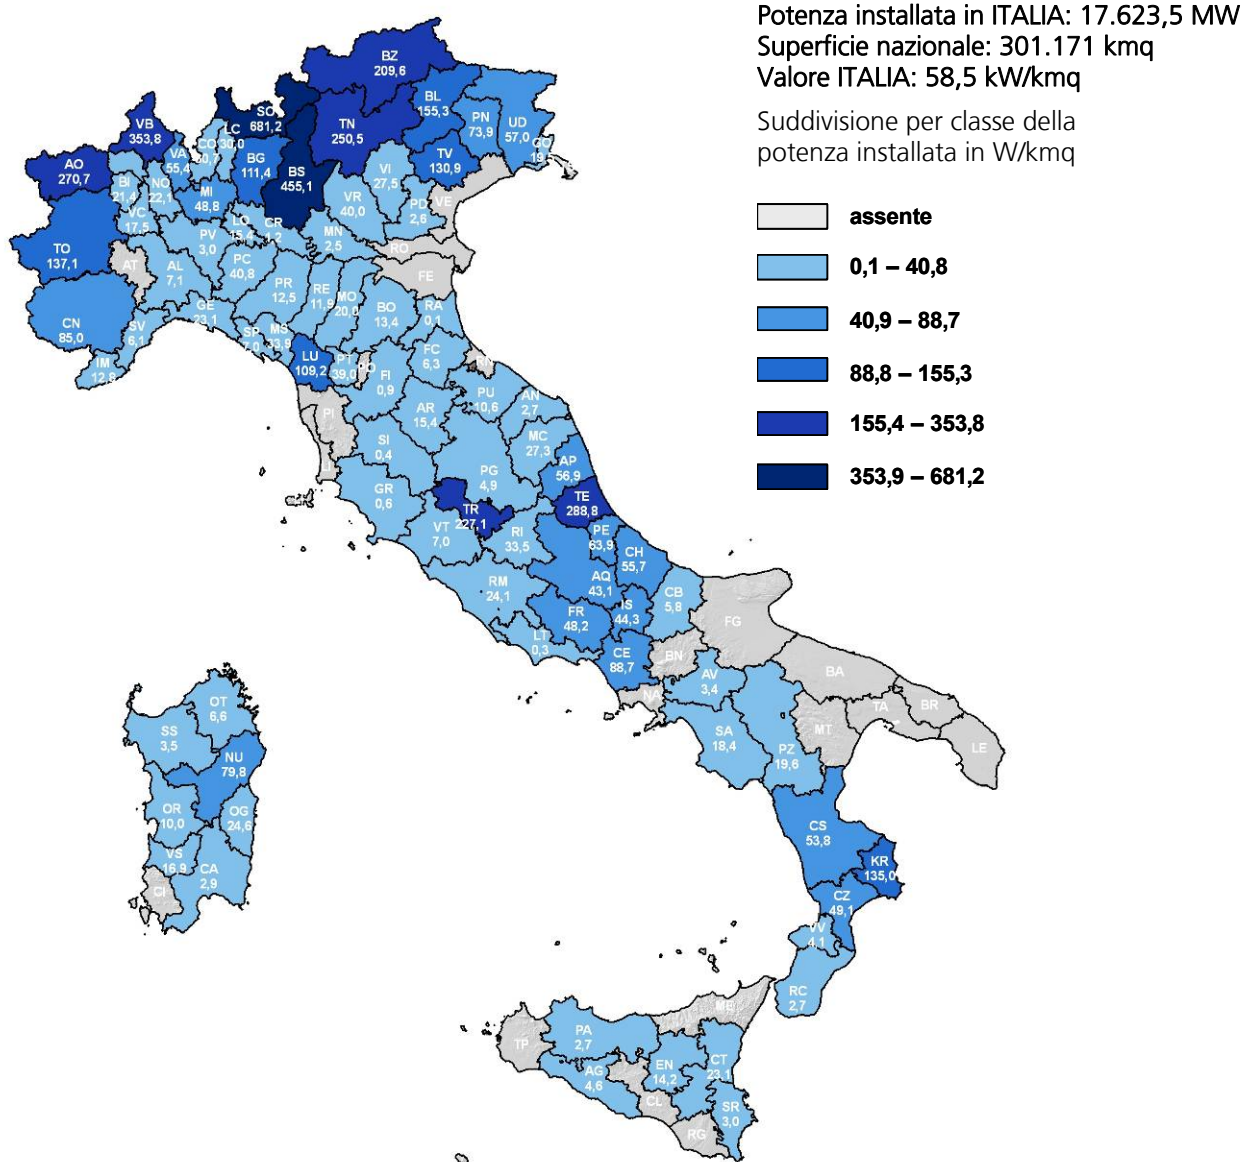 Potenza installata in ITALIA: 17.623,5 MW
Superficie nazionale: 301.171 kmq
Valore ITALIA: 58,5 kW/kmq
Suddivisione per classe della
potenza installata in W/kmq
assente
0,1 – 40,8
40,9 – 88,7
88,8 – 155,3
155,4 – 353,8
353,9 – 681,2
BZ
209,6
SO
681,2
TN
250,5
BL
155,3
PN
73,9
UD
57,0
GO
VB
353,8
AO
270,7
VA
55,4
CO
LC
30,0
BG
111,4
BS
455,1
TV
130,9
VI
27,5
VR
40,0
PD
2,6
VE
BI
21,4
NO
22,1
MI
48,8
VC
17,5
LO
15,4
CR
1,2
MN
2,5
RO
TO
137,1
AT
AL
7,1
PV
3,0
PC
40,8
PR
12,5
RE
11,9
MO
20,0
FE
BO
13,4
RA
0,1
CN
85,0
SV
6,1
GE
23,1
SP
7,0
MS
33,9
IM
12,8
LU
109,2
PT
39,0
PO
FI
0,9
FC
6,3
RN
PU
10,6
AN
2,7
PI
AR
15,4
MC
27,3
SI
0,4
LI
PG
4,9
AP
56,9
GR
0,6
TR
227,1
TE
288,8
VT
7,0
RI
33,5
PE
63,9
CH
55,7
AQ
43,1
RM
24,1
FR
48,2
IS
44,3
CB
5,8
FG
LT
0,3
CE
88,7
BN
BA
NA
AV
3,4
TA
BR
MT
LE
SA
18,4
PZ
19,6
OT
6,6
SS
3,5
NU
79,8
OR
10,0
OG
24,6
VS
16,9
CA
2,9
CI
CS
53,8
KR
135,0
CZ
49,1
VV
4,1
RC
2,7
ME
PA
2,7
TP
AG
4,6
EN
14,2
CT
23,1
CL
SR
3,0
RG